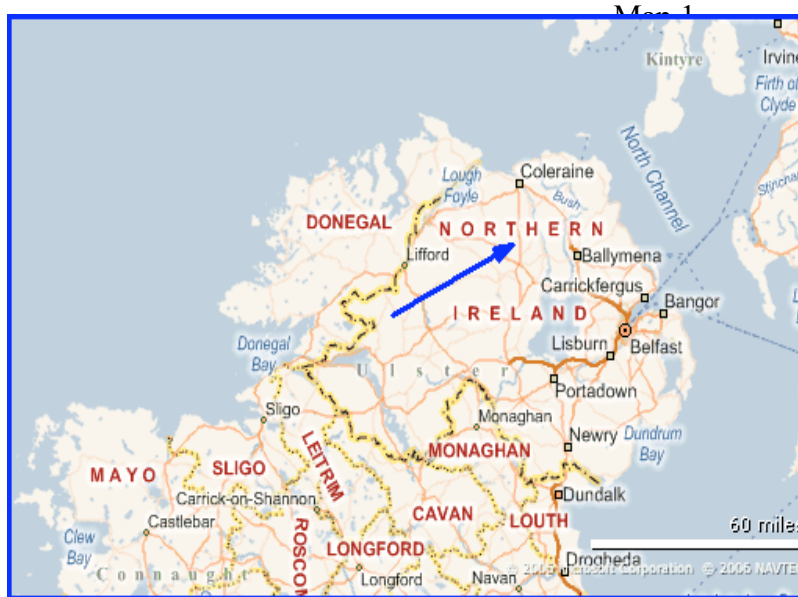 Map 1
Kintyre
Irvine
Firth of
Clyde
North Channel
Lough
Foyle
Coleraine
Bush
DONEGAL
NORTHERN
Lifford
Ballymena
Carrickfergus
Bangor
IRELAND
Donegal
Bay
Lisburn
Belfast
Ulster
Portadown
Sligo
Monaghan
Newry
Dundrum
Bay
MONAGHAN
LEITRIM
MAYO
SLIGO
Carrick-on-Shannon
Dundalk
CAVAN
LOUTH
Castlebar
60 miles
Clew
Bay
ROSCOM
LONGFORD
Drogheda
Connaught
Longford
Navan
© 2006 Microsoft Corporation © 2006 NAVTE